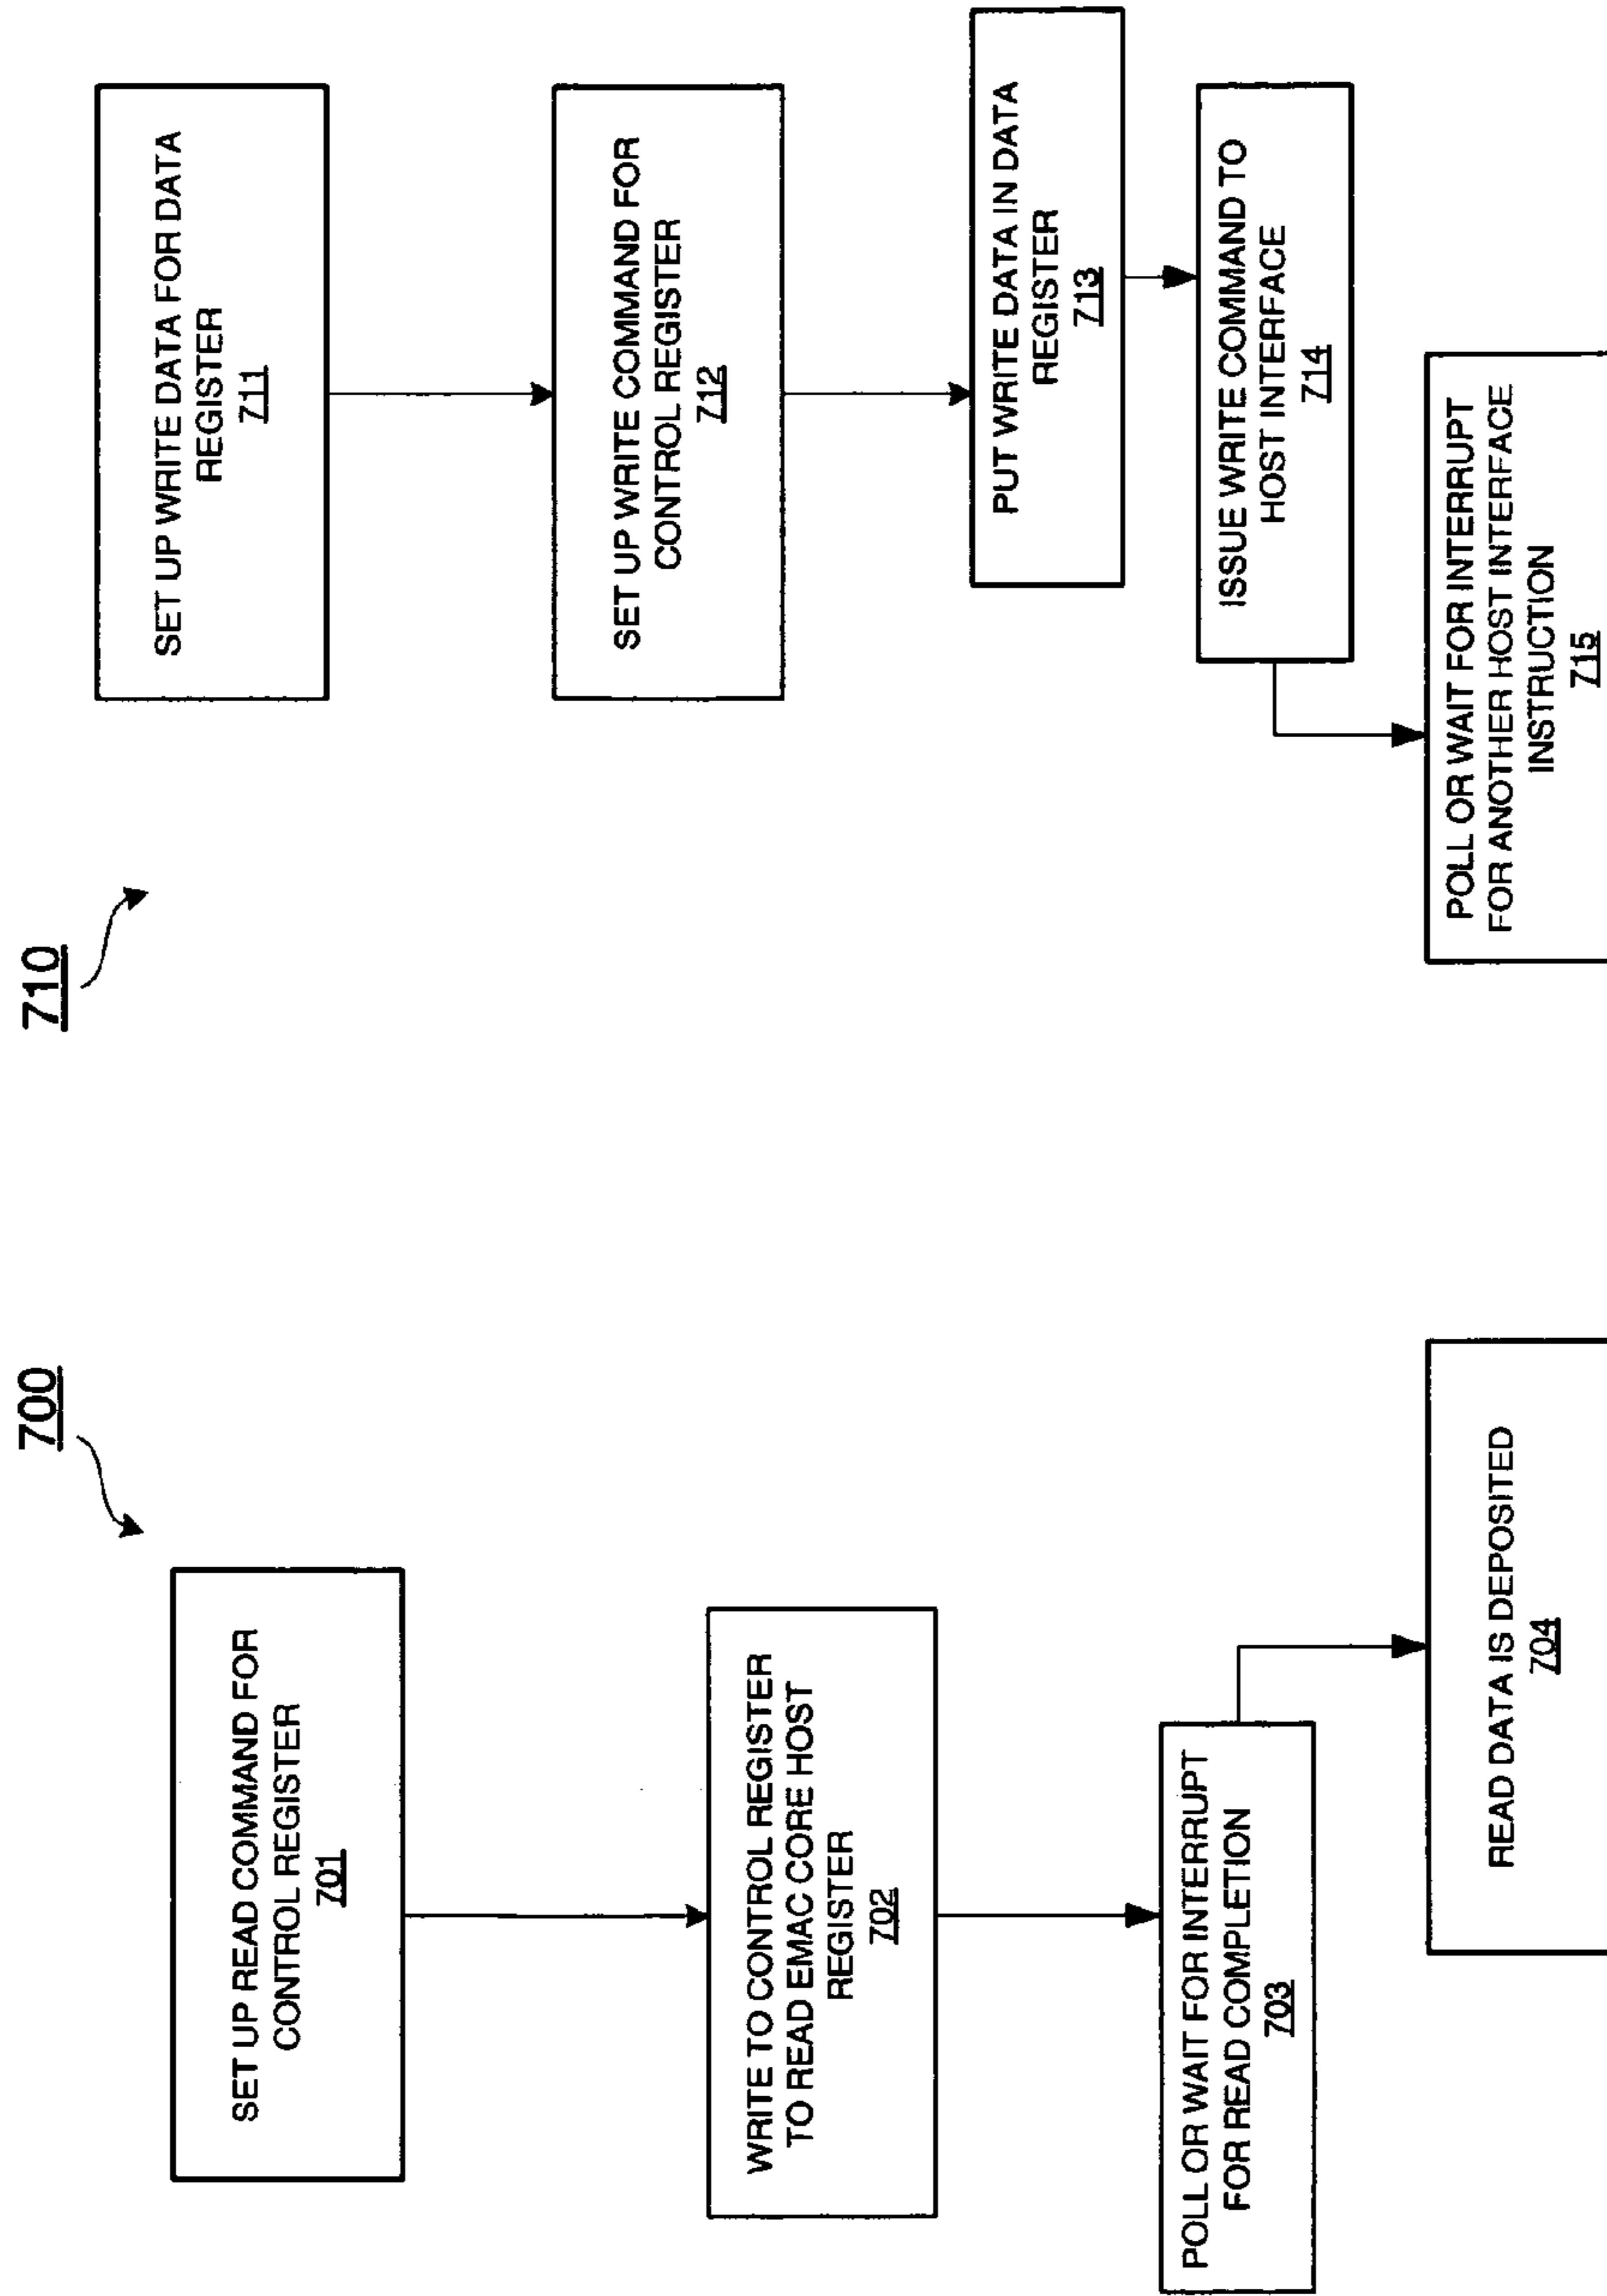 700
SET UP READ COMMAND FOR
CONTROL REGISTER
701
WRITE TO CONTROL REGISTER
TO READ EMAC CORE HOST
REGISTER
702
POLL OR WAIT FOR INTERRUPT
FOR READ COMPLETION
703
READ DATA IS DEPOSITED
704
710
SET UP WRITE DATA FOR DATA
REGISTER
711
SET UP WRITE COMMAND FOR
CONTROL REGISTER
712
PUT WRITE DATA IN DATA
REGISTER
713
ISSUE WRITE COMMAND TO
HOST INTERFACE
714
POLL OR WAIT FOR INTERRUPT
FOR ANOTHER HOST INTERFACE
INSTRUCTION
715